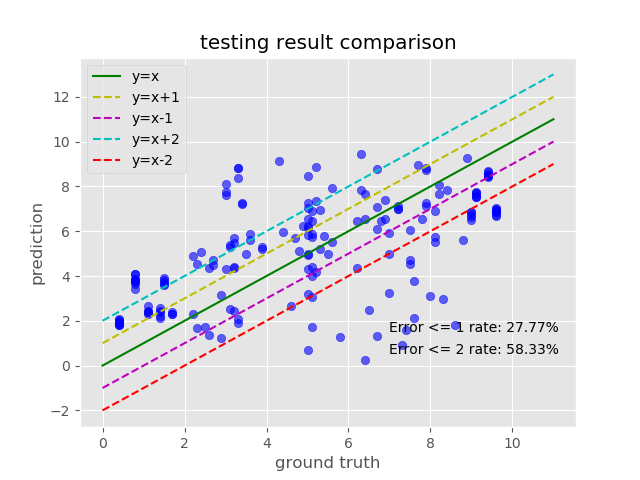 testing result comparison
y=x
y=x+1
y=x-1
y=x+2
y=x-2
12
10
8
6
4
2
0
−2
prediction
Error <= 1 rate: 27.77%
Error <= 2 rate: 58.33%
0 2 4 6 8 10
ground truth